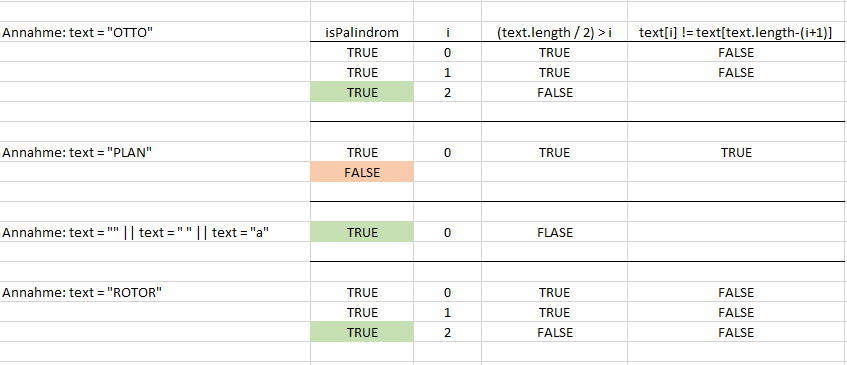 Annahme: text = "OTTO" isPalindrom i (text.length / 2) > i text[i] != text[text.length-(i+1)]
TRUE 0 TRUE FALSE
TRUE 1 TRUE FALSE
TRUE 2 FALSE
Annahme: text = "PLAN" TRUE 0 TRUE TRUE
FALSE
Annahme: text = "" || text = " " || text = "a" TRUE 0 FLASE
Annahme: text = "ROTOR" TRUE 0 TRUE FALSE
TRUE 1 TRUE FALSE
TRUE 2 FALSE FALSE